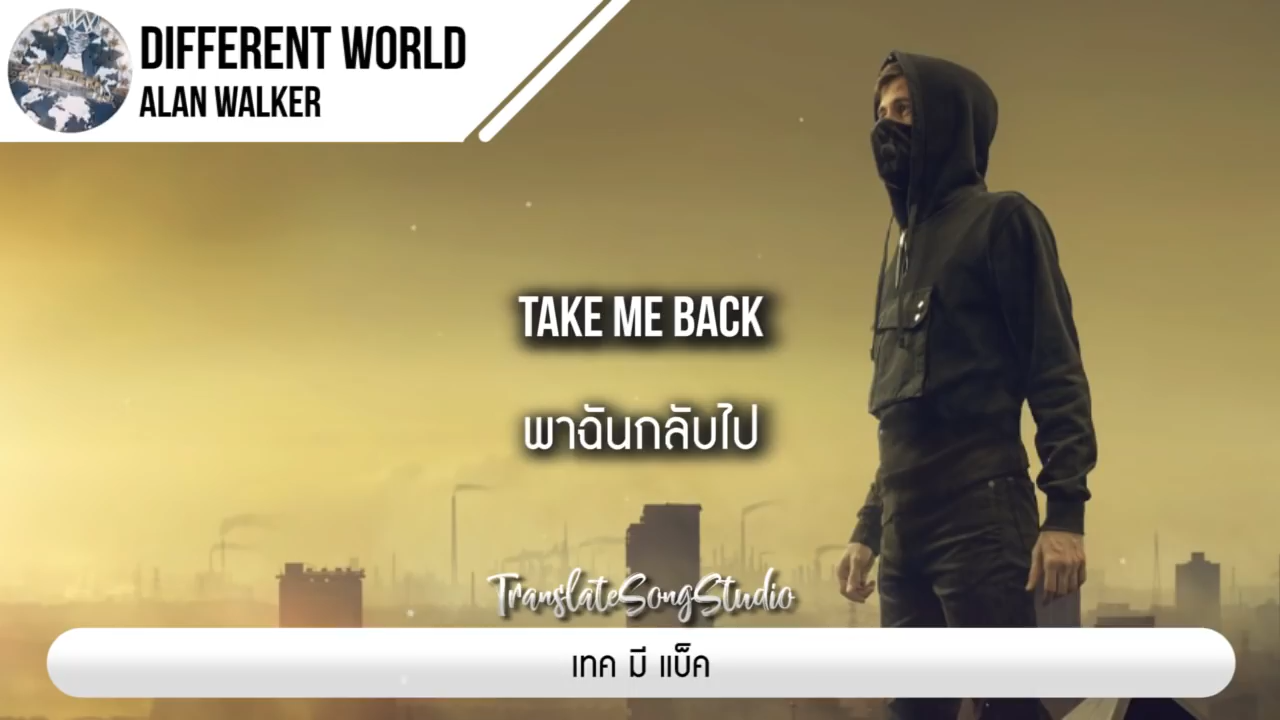 DIFFERENT WORLD
ALAN WALKER
TAKE ME BACK
พาฉันกลับไป
TranslateSongStudio
เทค มี แบ็ค